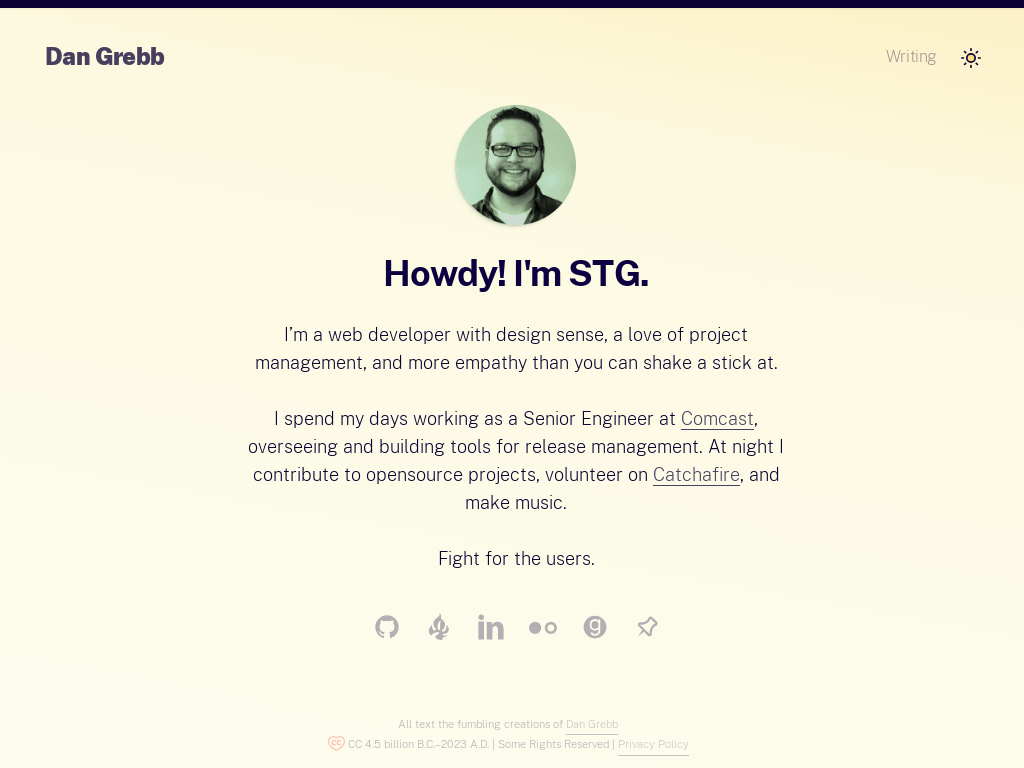 Dan Grebb
Writing
Howdy! I'm STG.
I’m a web developer with design sense, a love of project
management, and more empathy than you can shake a stick at.
I spend my days working as a Senior Engineer at Comcast,
overseeing and building tools for release management. At night I
contribute to opensource projects, volunteer on Catchafire, and
make music.
Fight for the users.
All text the fumbling creations of Dan Grebb
CC 4.5 billion B.C.–2023 A.D. | Some Rights Reserved | Privacy Policy